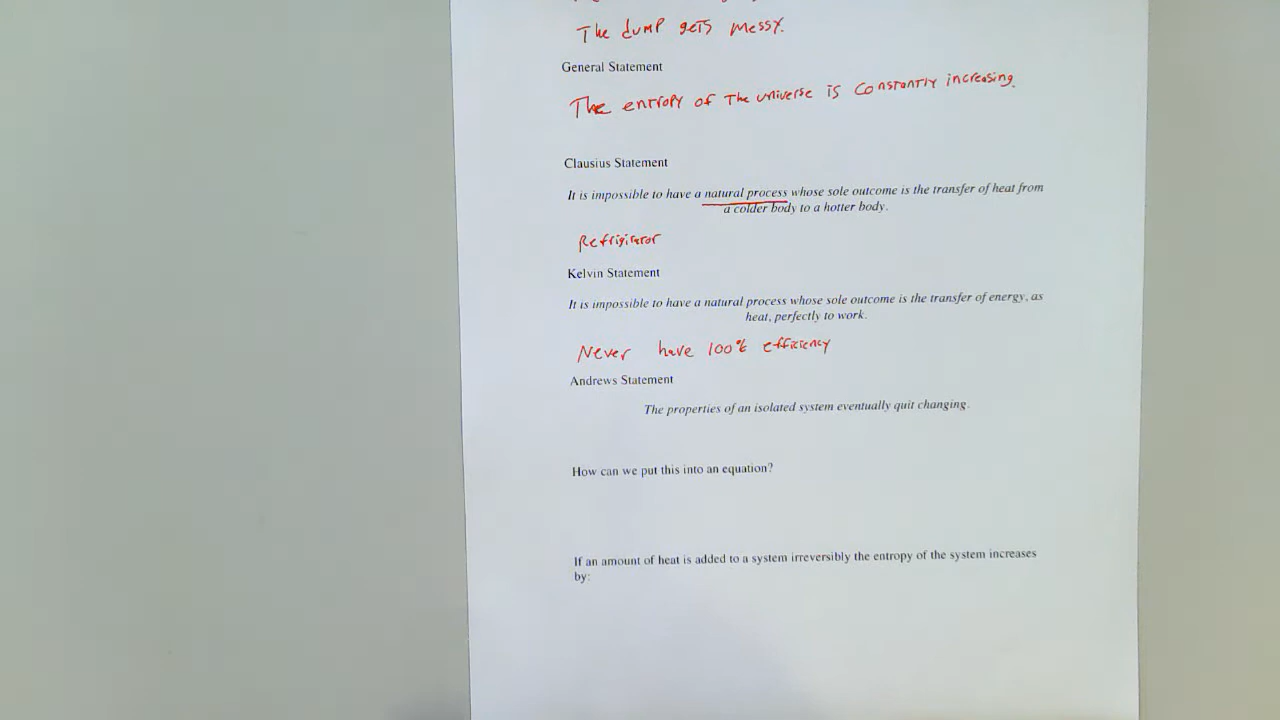 The dump gets messy.
General Statement
The entropy of the universe is constantly increasing.
Clausius Statement
It is impossible to have a natural process whose sole outcome is the transfer of heat from
a colder body to a hotter body.
Refrigirator
Kelvin Statement
It is impossible to have a natural process whose sole outcome is the transfer of energy, as
heat, perfectly to work.
Never have 100% efficiency
Andrews Statement
The properties of an isolated system eventually quit changing.
How can we put this into an equation?
If an amount of heat is added to a system irreversibly the entropy of the system increases
by: